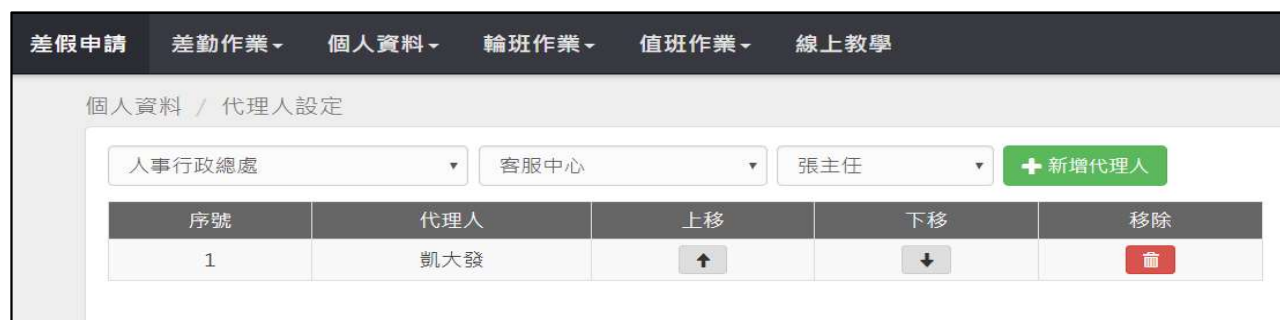 差假申請 差勤作業 個人資料 輪班作業 值班作業 線上教學
個人資料 / 代理人設定
人事行政總處 客服中心 張主任 新增代理人
序號 代理人 上移 下移 移除
1 凱大發